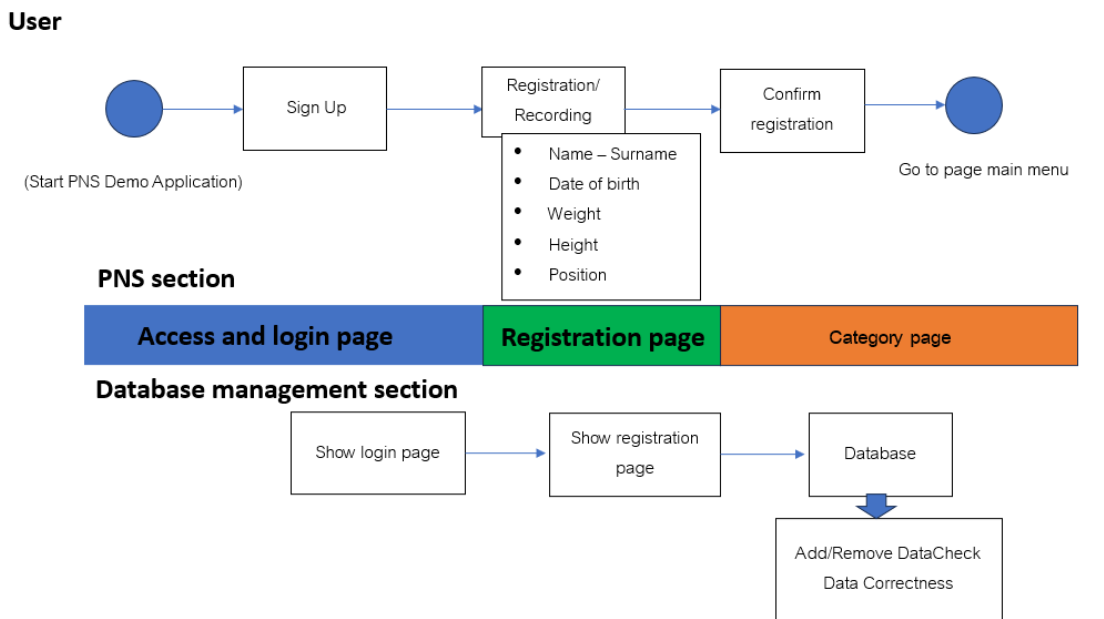 User
Sign Up
Registration/
Recording
Confirm
registration
(Start PNS Demo Application)
Go to page main menu
• Name – Surname
• Date of birth
• Weight
• Height
• Position
PNS section
Access and login page
Registration page
Category page
Database management section
Show login page
Show registration
page
Database
Add/Remove DataCheck
Data Correctness